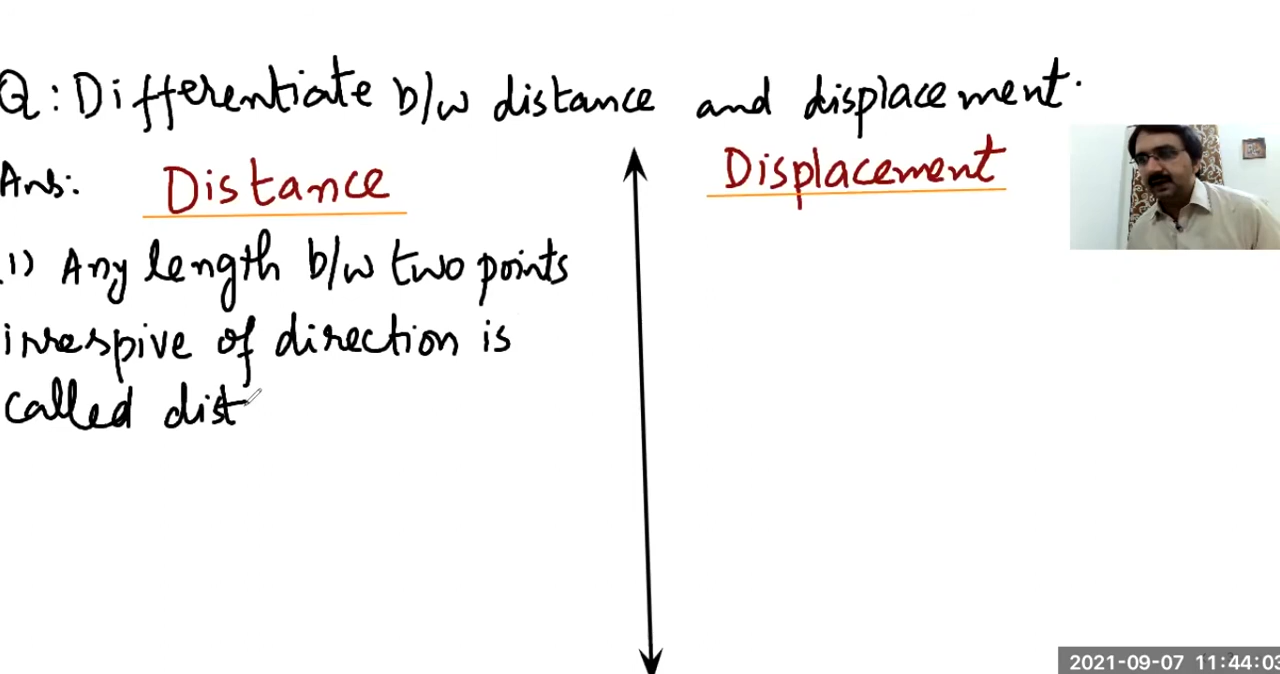 Q: Differentiate b/w distance and displacement.
Ans: Distance
Displacement
1) Any length b/w two points
irrespive of direction is
called dist
2021-09-07 11:44:03